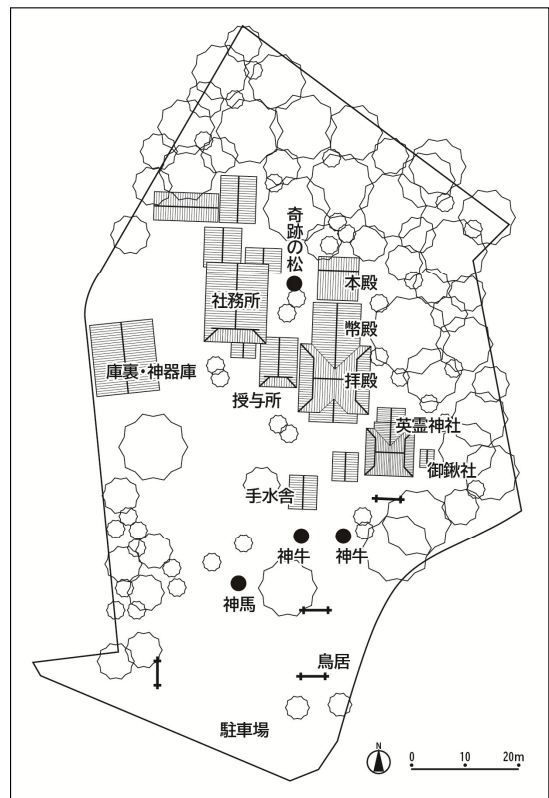 奇跡の松
本殿
社務所
幣殿
庫裏・神器庫
拝殿
授与所
英霊神社
御鍬社
手水舎
神牛
神牛
神馬
鳥居
駐車場
N
0 10 20m